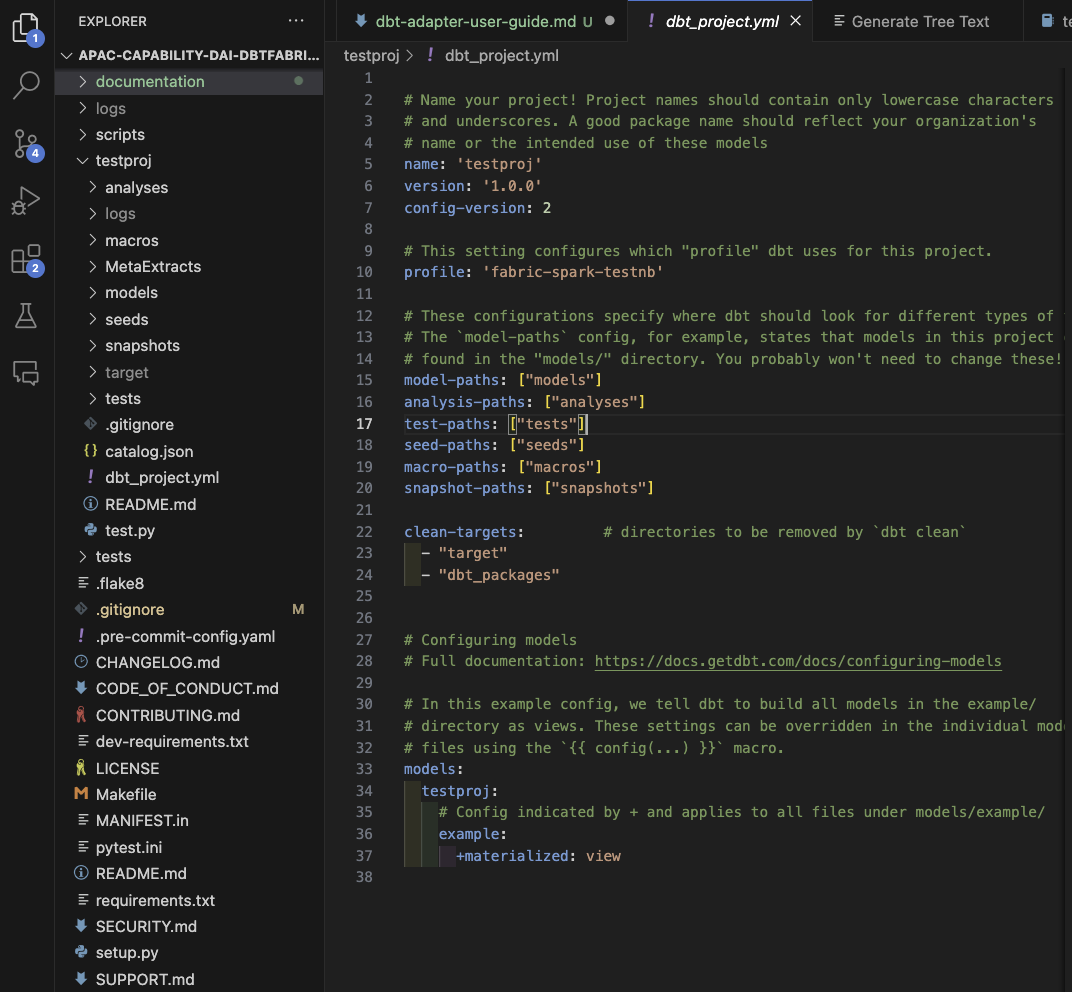 EXPLORER
APAC-CAPABILITY-DAI-DBTFABRI...
documentation
logs
scripts
testproj
analyses
logs
macros
MetaExtracts
models
seeds
snapshots
target
tests
.gitignore
catalog.json
dbt_project.yml
README.md
test.py
tests
.flake8
.gitignore M
.pre-commit-config.yaml
CHANGELOG.md
CODE_OF_CONDUCT.md
CONTRIBUTING.md
dev-requirements.txt
LICENSE
Makefile
MANIFEST.in
pytest.ini
README.md
requirements.txt
SECURITY.md
setup.py
SUPPORT.md
1
4
2
dbt-adapter-user-guide.md U
dbt_project.yml
Generate Tree Text
te
testproj > ! dbt_project.yml
1
2 # Name your project! Project names should contain only lowercase characters
3 # and underscores. A good package name should reflect your organization's
4 # name or the intended use of these models
5 name: 'testproj'
6 version: '1.0.0'
7 config-version: 2
8
9 # This setting configures which "profile" dbt uses for this project.
10 profile: 'fabric-spark-testnb'
11
12 # These configurations specify where dbt should look for different types of
13 # The `model-paths` config, for example, states that models in this project
14 # found in the "models/" directory. You probably won't need to change these!
15 model-paths: ["models"]
16 analysis-paths: ["analyses"]
17 test-paths: ["tests"]
18 seed-paths: ["seeds"]
19 macro-paths: ["macros"]
20 snapshot-paths: ["snapshots"]
21
22 clean-targets: # directories to be removed by `dbt clean`
23 - "target"
24 - "dbt_packages"
25
26
27 # Configuring models
28 # Full documentation: https://docs.getdbt.com/docs/configuring-models
29
30 # In this example config, we tell dbt to build all models in the example/
31 # directory as views. These settings can be overridden in the individual mod
32 # files using the `{{ config(...) }}` macro.
33 models:
34 testproj:
35 # Config indicated by + and applies to all files under models/example/
36 example:
37 +materialized: view
38